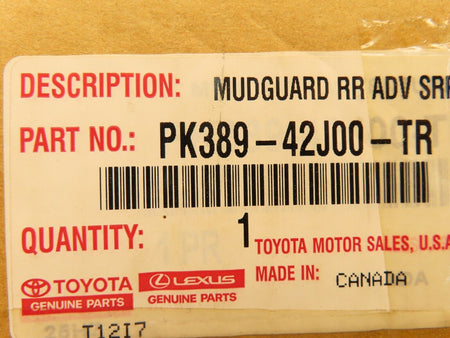 DESCRIPTION: MUDGUARD RR ADV SRF
PART NO.: PK389-42J00-TR
QUANTITY: 1 TOYOTA MOTOR SALES, U.S.A
TOYOTA LEXUS MADE IN: CANADA
GENUINE PARTS GENUINE PARTS
T12I7